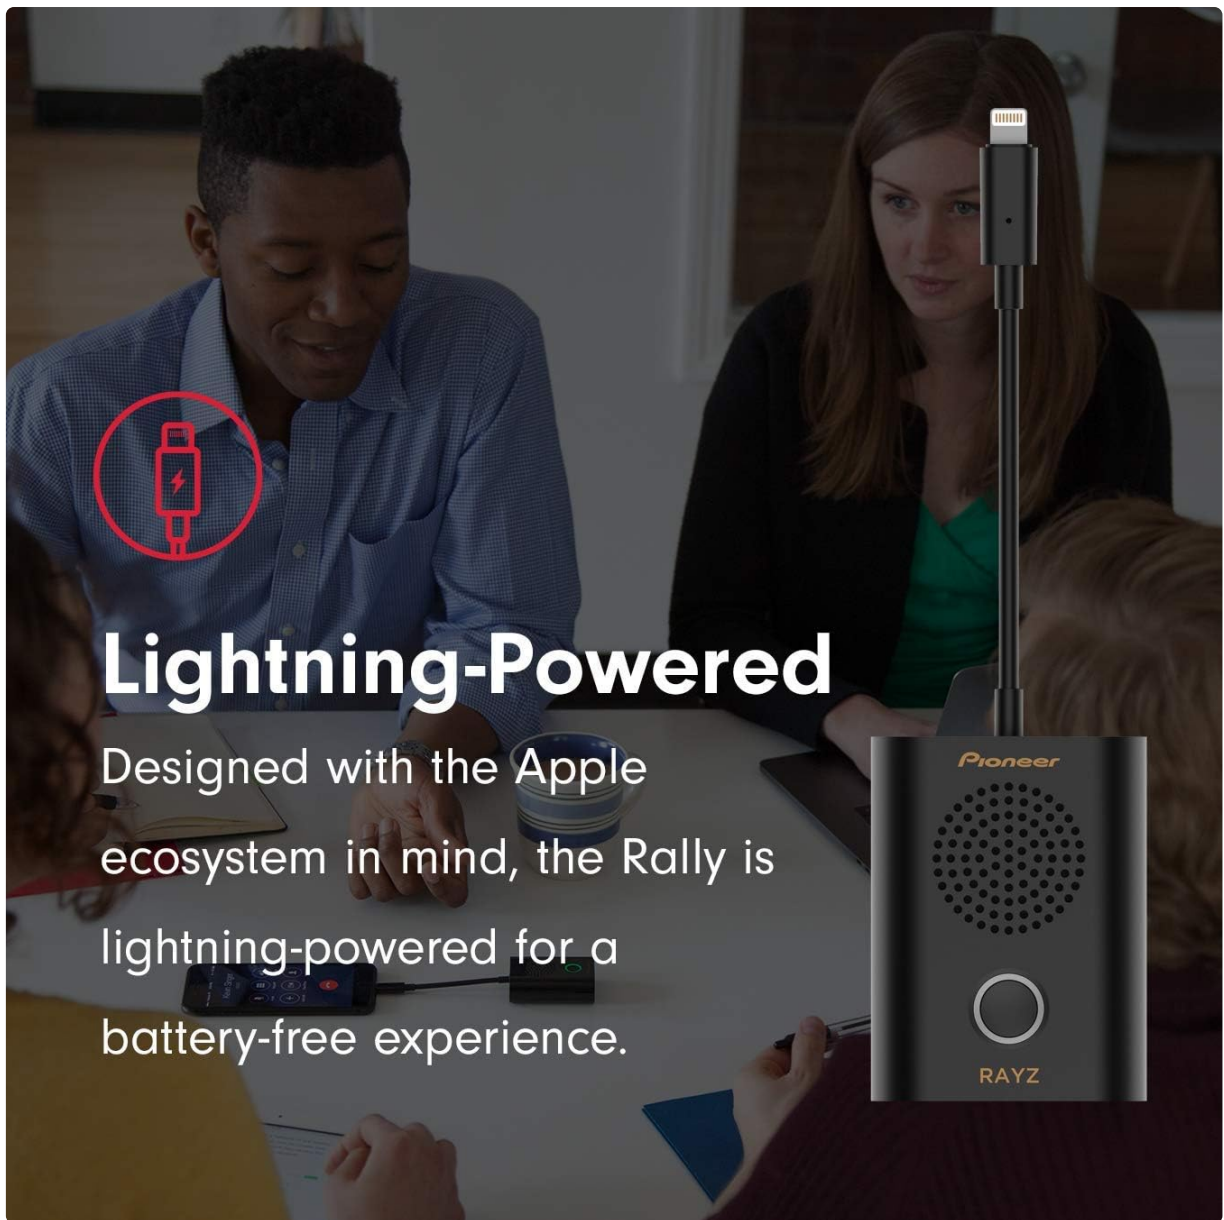 Lightning-Powered
Designed with the Apple
ecosystem in mind, the Rally is
lightning-powered for a
battery-free experience.
Pioneer
RAYZ